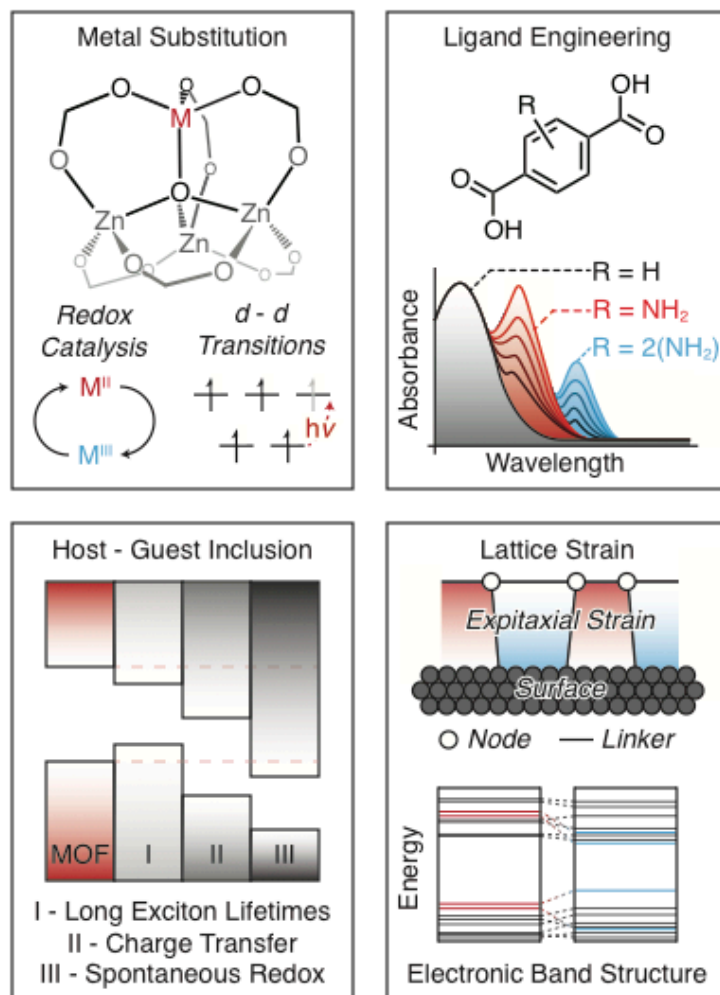 Metal Substitution
O
M
O
O
O
O
O
O
Zn
Zn
Zn
O
O
O
O
O
Redox
Catalysis
d - d
Transitions
M^II
M^III
hν
Ligand Engineering
R
OH
O
O
OH
R = H
R = NH₂
R = 2(NH₂)
Absorbance
Wavelength
Host - Guest Inclusion
MOF
I
II
III
I - Long Exciton Lifetimes
II - Charge Transfer
III - Spontaneous Redox
Lattice Strain
Expitaxial Strain
Surface
Node
Linker
Energy
Electronic Band Structure